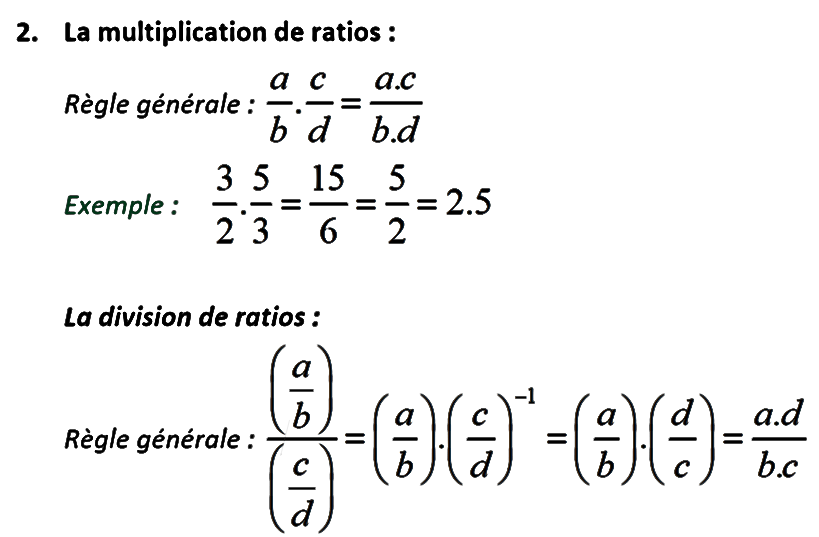 2. La multiplication de ratios :
Règle générale : \frac{a}{b}.\frac{c}{d}=\frac{a.c}{b.d}
Exemple : \frac{3}{2}.\frac{5}{3}=\frac{15}{6}=\frac{5}{2}=2.5
La division de ratios :
Règle générale : \frac{\left(\frac{a}{b}\right)}{\left(\frac{c}{d}\right)}=\left(\frac{a}{b}\right).\left(\frac{c}{d}\right)^{-1}=\left(\frac{a}{b}\right).\left(\frac{d}{c}\right)=\frac{a.d}{b.c}